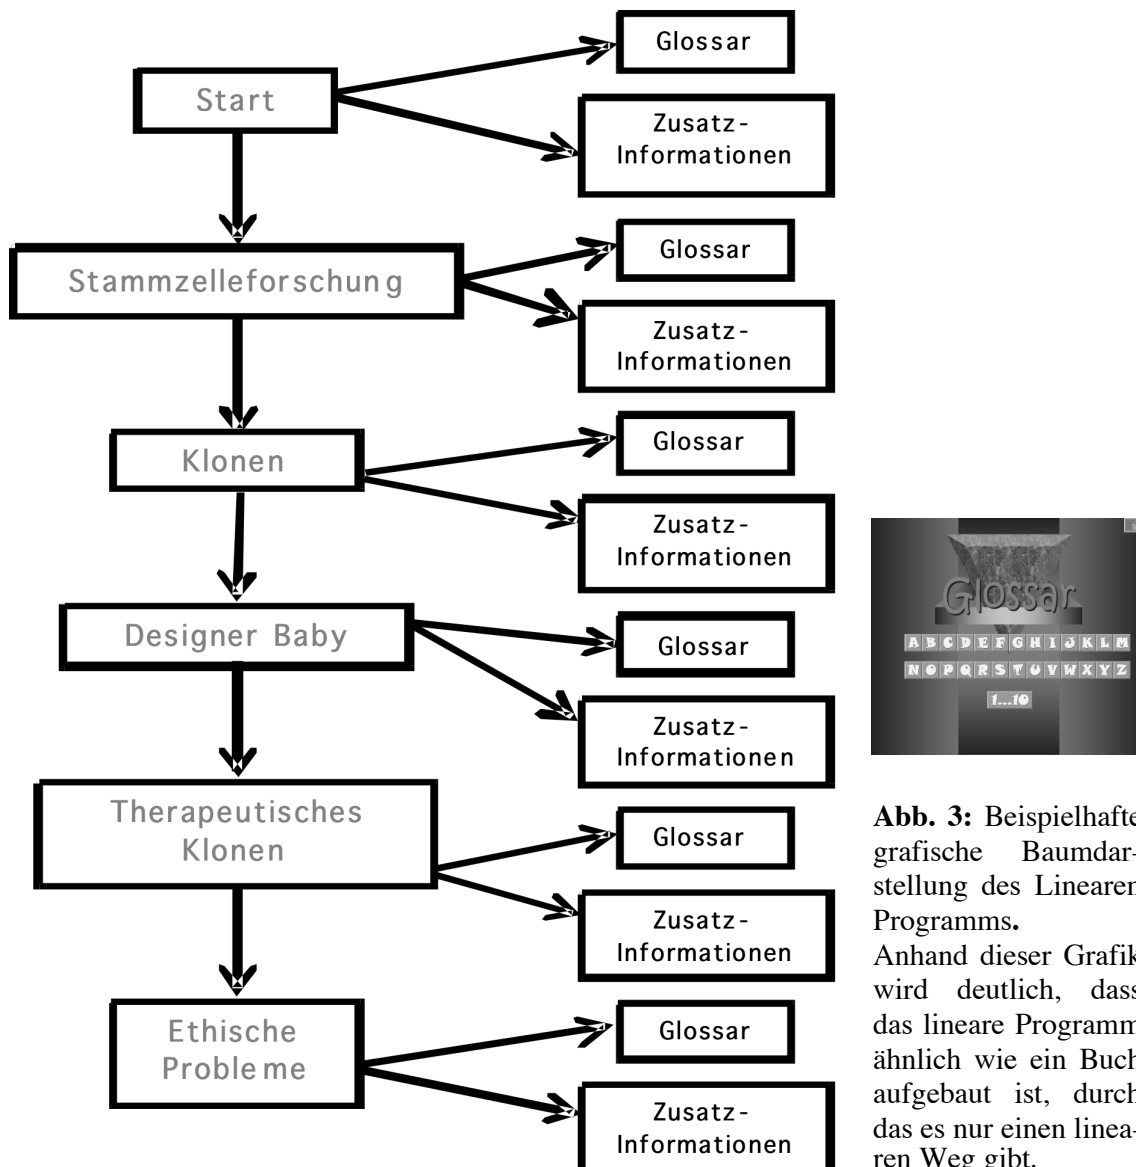 Start
Glossar
Zusatz-
Informationen
Stammzelleforschung
Glossar
Zusatz-
Informationen
Klonen
Glossar
Zusatz-
Informationen
Designer Baby
Glossar
Zusatz-
Informationen
Therapeutisches
Klonen
Glossar
Zusatz-
Informationen
Ethische
Probleme
Glossar
Zusatz-
Informationen
Glossar
A B C D E F G H I J K L M
N O P Q R S T U V W X Y Z
1...10
Abb. 3: Beispielhafte
grafische Baumdar-
stellung des Linearen
Programms.
Anhand dieser Grafik
wird deutlich, dass
das lineare Programm
ähnlich wie ein Buch
aufgebaut ist, durch
das es nur einen linea-
ren Weg gibt.